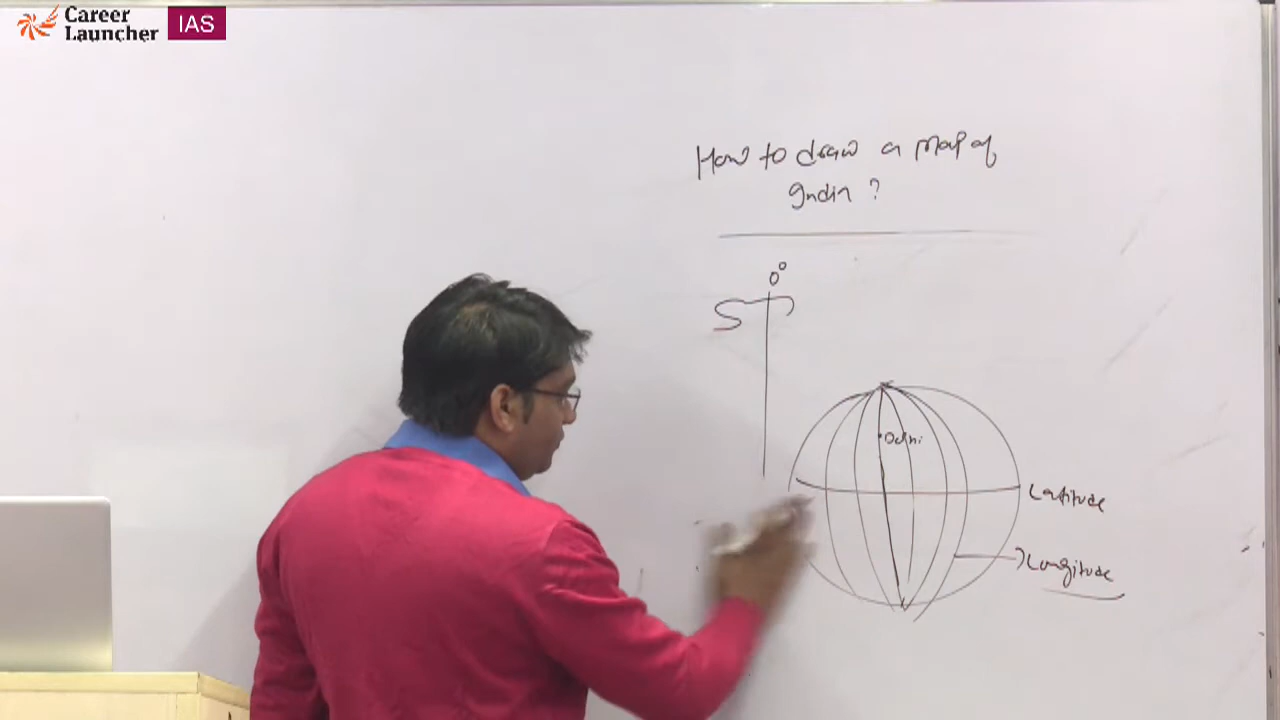 Career
Launcher
IAS
How to draw a Map of
India ?
0°
Delhi
Latitude
Longitude